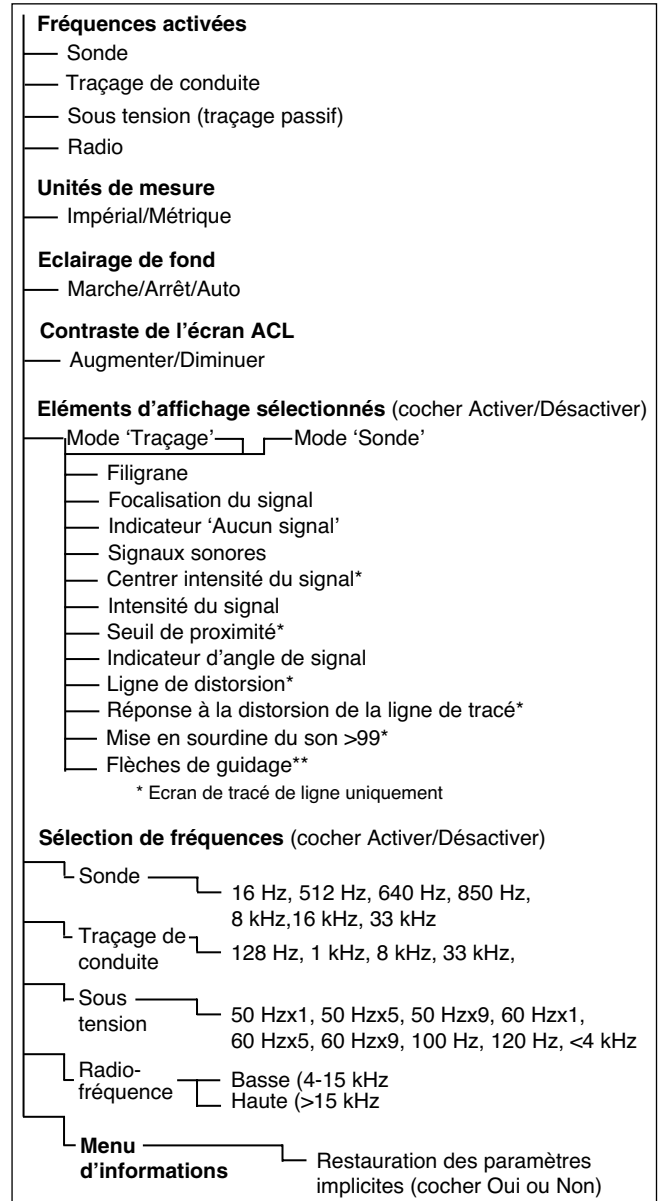 Fréquences activées
Sonde
Traçage de conduite
Sous tension (traçage passif)
Radio
Unités de mesure
Impérial/Métrique
Eclairage de fond
Marche/Arrêt/Auto
Contraste de l'écran ACL
Augmenter/Diminuer
Eléments d'affichage sélectionnés (cocher Activer/Désactiver)
Mode 'Traçage' Mode 'Sonde'
Filigrane
Focalisation du signal
Indicateur 'Aucun signal'
Signaux sonores
Centrer intensité du signal*
Intensité du signal
Seuil de proximité*
Indicateur d'angle de signal
Ligne de distorsion*
Réponse à la distorsion de la ligne de tracé*
Mise en sourdine du son >99*
Flèches de guidage**
* Ecran de tracé de ligne uniquement
Sélection de fréquences (cocher Activer/Désactiver)
Sonde
16 Hz, 512 Hz, 640 Hz, 850 Hz,
8 kHz,16 kHz, 33 kHz
Traçage de
conduite
128 Hz, 1 kHz, 8 kHz, 33 kHz,
Sous
tension
50 Hzx1, 50 Hzx5, 50 Hzx9, 60 Hzx1,
60 Hzx5, 60 Hzx9, 100 Hz, 120 Hz, <4 kHz
Radio-
fréquence
Basse (4-15 kHz
Haute (>15 kHz
Menu
d'informations
Restauration des paramètres
implicites (cocher Oui ou Non)